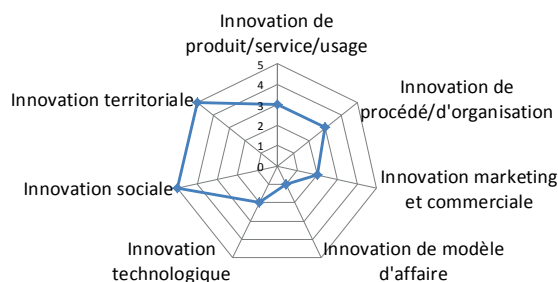 Innovation de
produit/service/usage
Innovation de
procédé/d'organisation
Innovation marketing
et commerciale
Innovation de modèle
d'affaire
Innovation
technologique
Innovation sociale
Innovation territoriale
5
4
3
2
1
0